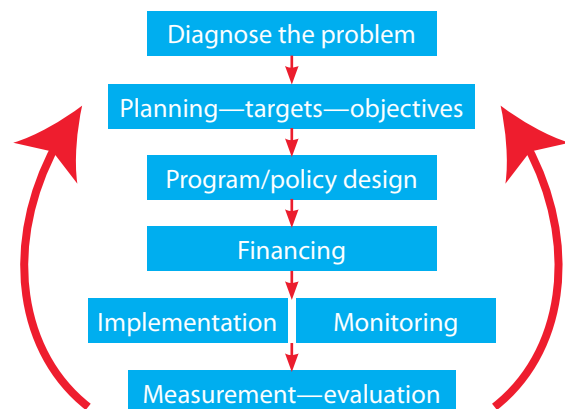 Diagnose the problem
Planning—targets—objectives
Program/policy design
Financing
Implementation
Monitoring
Measurement—evaluation